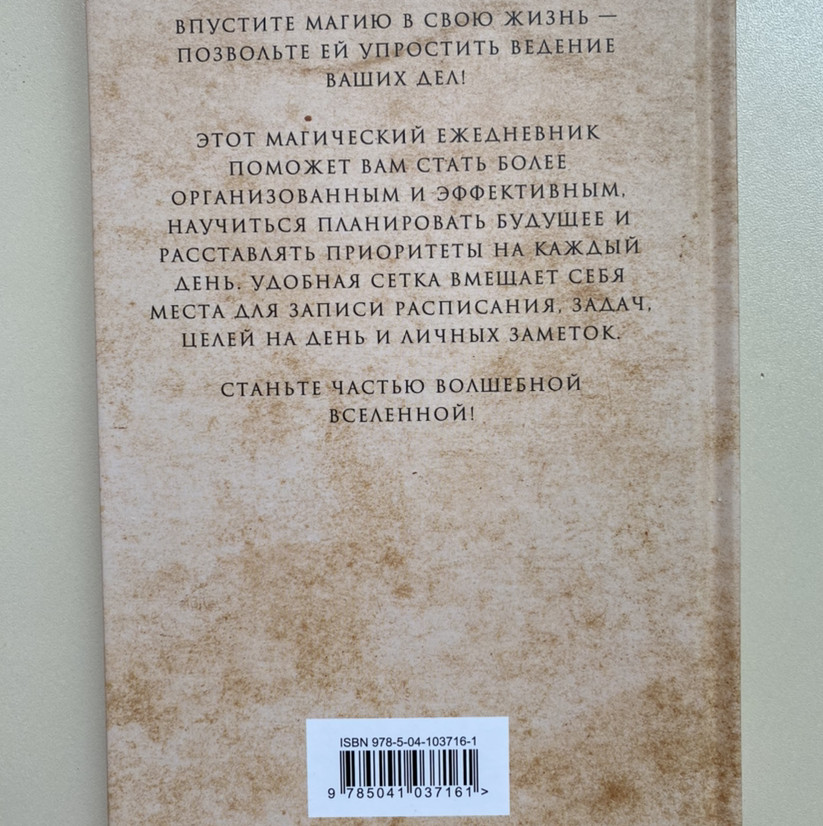 ВПУСТИТЕ МАГИЮ В СВОЮ ЖИЗНЬ —
ПОЗВОЛЬТЕ ЕЙ УПРОСТИТЬ ВЕДЕНИЕ
ВАШИХ ДЕЛ!
ЭТОТ МАГИЧЕСКИЙ ЕЖЕДНЕВНИК
ПОМОЖЕТ ВАМ СТАТЬ БОЛЕЕ
ОРГАНИЗОВАННЫМ И ЭФФЕКТИВНЫМ,
НАУЧИТЬСЯ ПЛАНИРОВАТЬ БУДУЩЕЕ И
РАССТАВЛЯТЬ ПРИОРИТЕТЫ НА КАЖДЫЙ
ДЕНЬ. УДОБНАЯ СЕТКА ВМЕЩАЕТ СЕБЯ
МЕСТА ДЛЯ ЗАПИСИ РАСПИСАНИЯ, ЗАДАЧ,
ЦЕЛЕЙ НА ДЕНЬ И ЛИЧНЫХ ЗАМЕТОК.
СТАНЬТЕ ЧАСТЬЮ ВОЛШЕБНОЙ
ВСЕЛЕННОЙ!
ISBN 978-5-04-103716-1
9 785041 037161 >